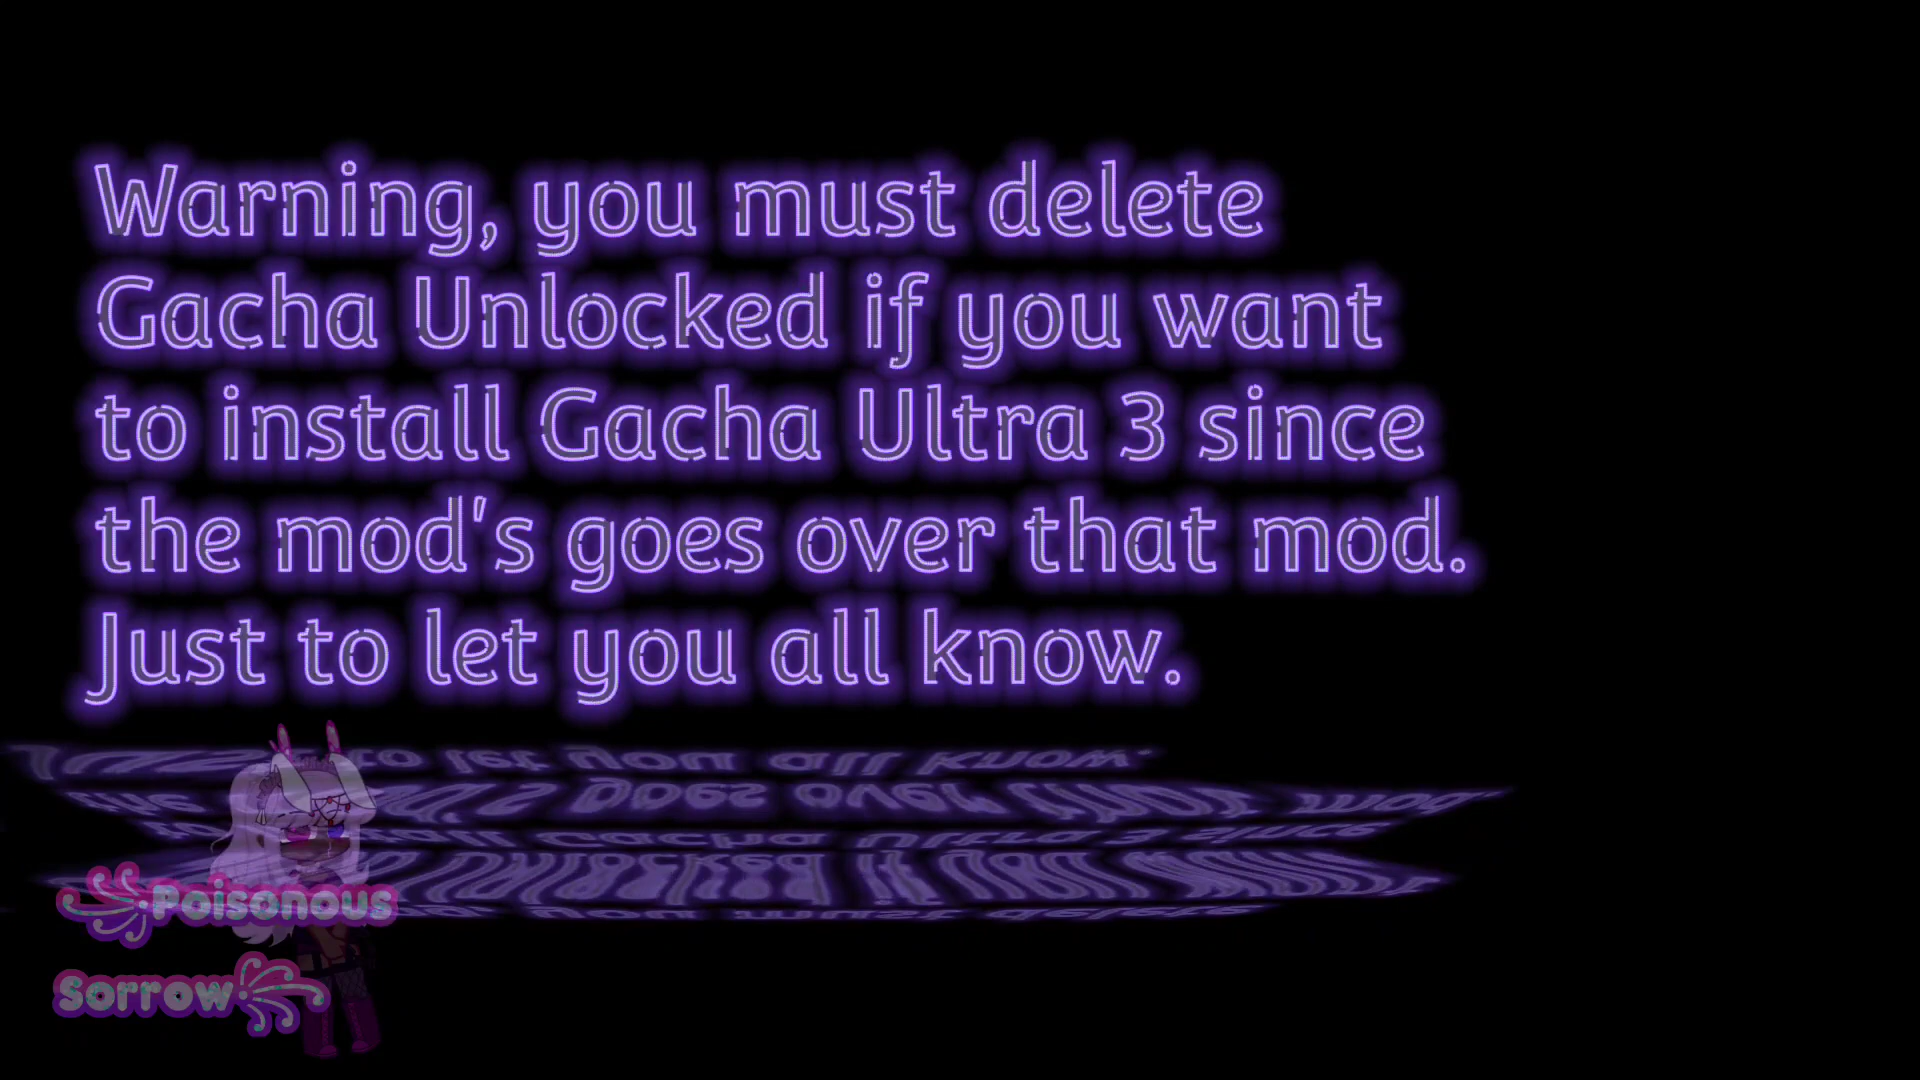 Warning, you must delete
Gacha Unlocked if you want
to install Gacha Ultra 3 since
the mod's goes over that mod.
Just to let you all know.
Poisonous
Sorrow